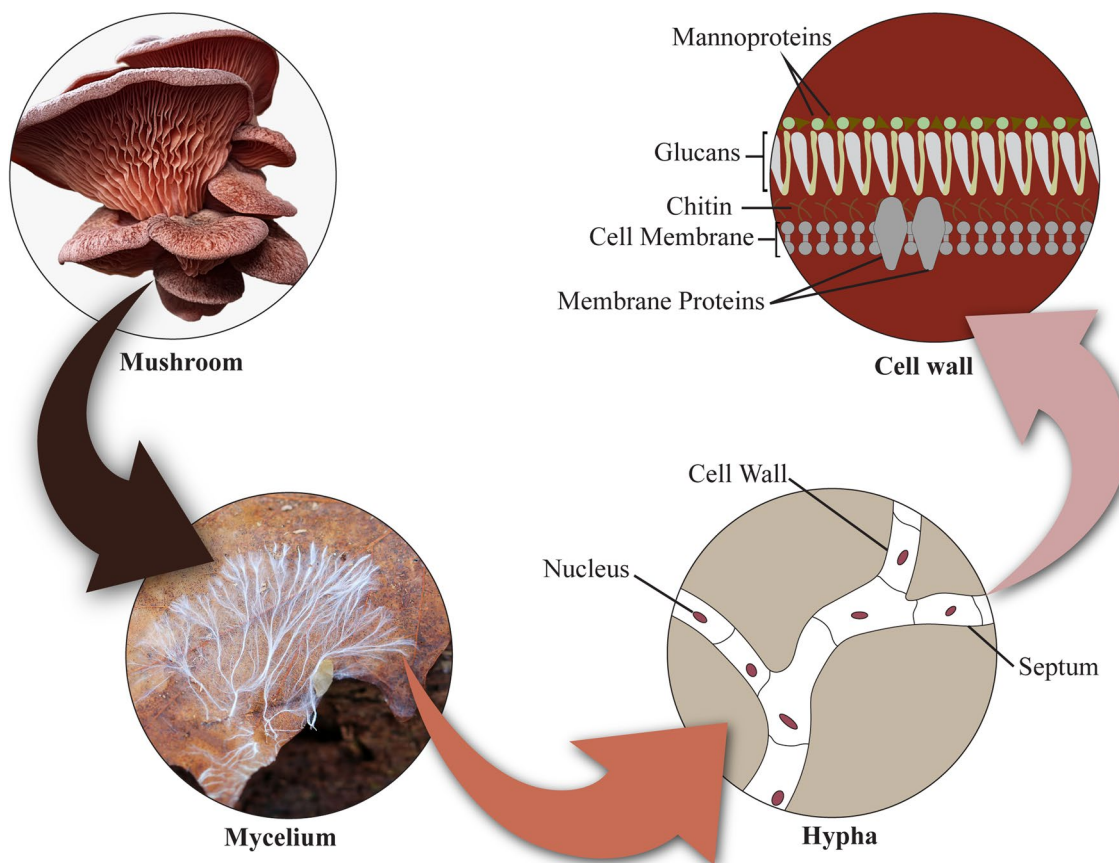 Mannoproteins
Glucans
Chitin
Cell Membrane
Membrane Proteins
Mushroom
Cell wall
Cell Wall
Nucleus
Septum
Mycelium
Hypha